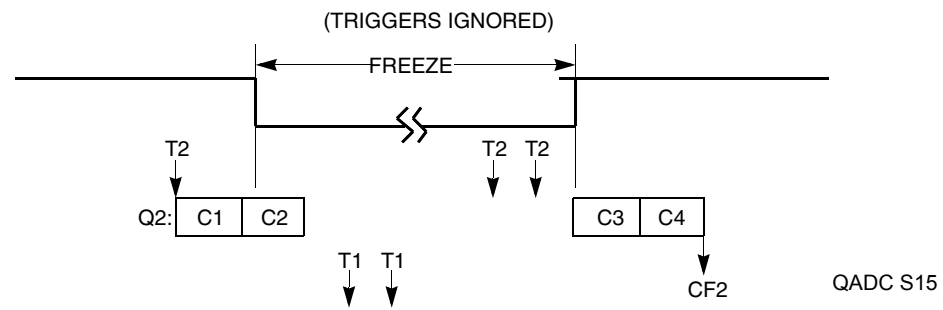 (TRIGGERS IGNORED)
FREEZE
T2
T2 T2
Q2: C1 C2
C3 C4
T1 T1
CF2
QADC S15